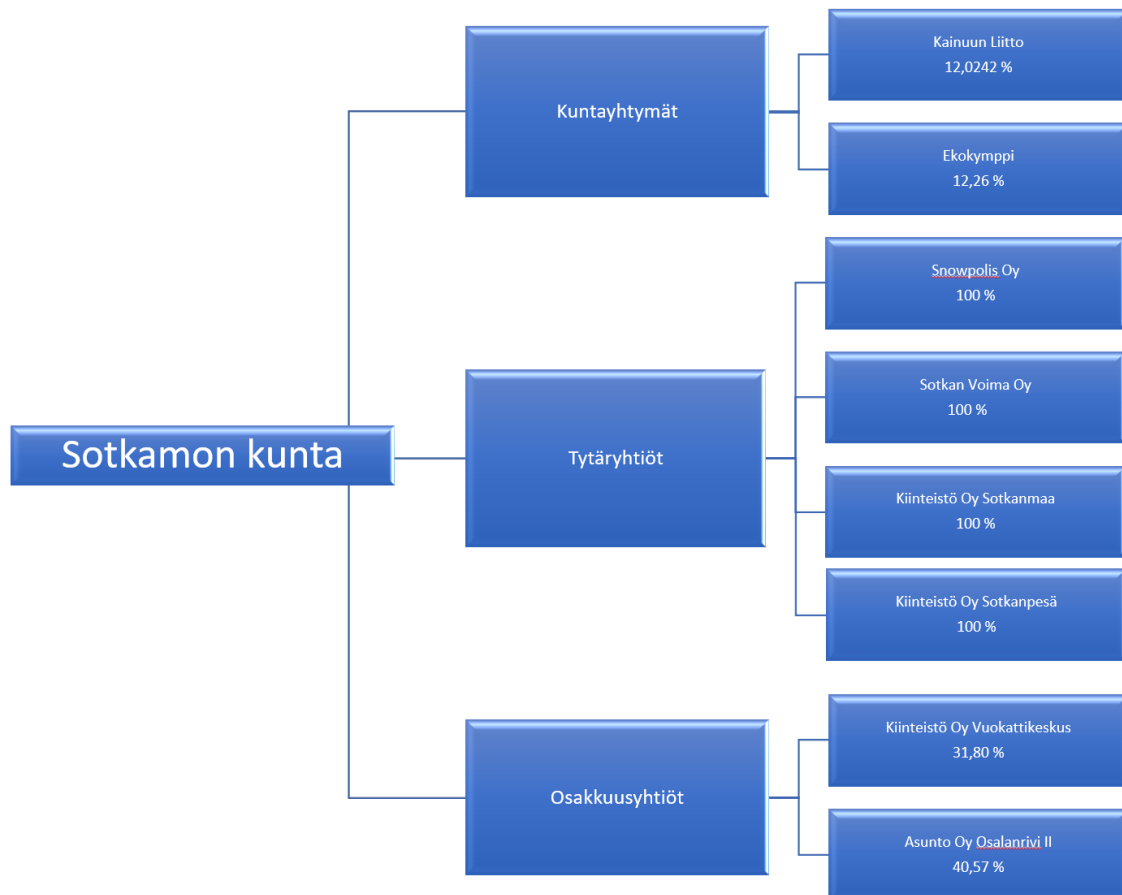 Sotkamon kunta
Kuntayhtymät
Kainuun Liitto
12,0242 %
Ekokymppi
12,26 %
Tytäryhtiöt
Snowpolis Oy
100 %
Sotkan Voima Oy
100 %
Kiinteistö Oy Sotkanmaa
100 %
Kiinteistö Oy Sotkanpesä
100 %
Osakkuusyhtiöt
Kiinteistö Oy Vuokattikeskus
31,80 %
Asunto Oy Osalanrivi II
40,57 %